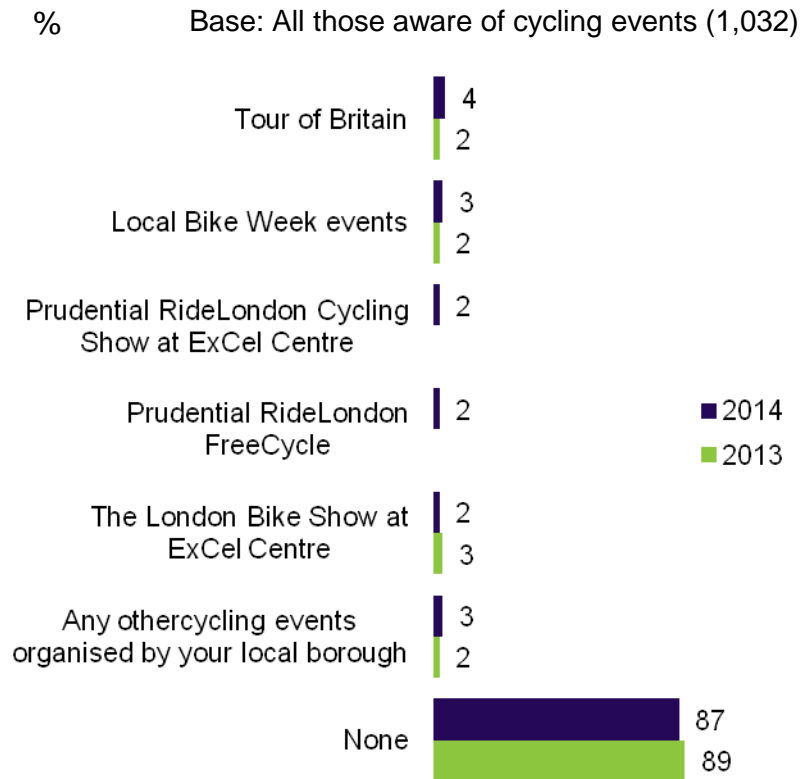 % Base: All those aware of cycling events (1,032)
Tour of Britain 4
2
Local Bike Week events 3
2
Prudential RideLondon Cycling
Show at ExCel Centre 2
Prudential RideLondon
FreeCycle 2
2014
2013
The London Bike Show at
ExCel Centre 2
3
Any othercycling events
organised by your local borough 3
2
None 87
89